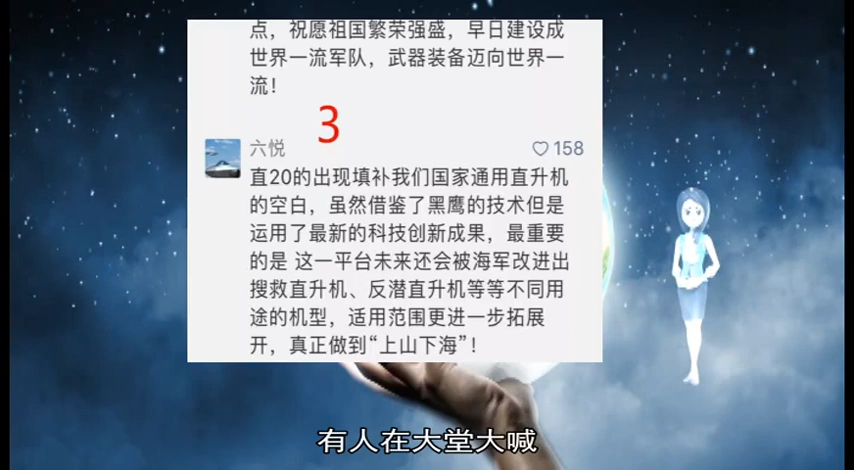 点，祝愿祖国繁荣强盛，早日建设成
世界一流军队，武器装备迈向世界一
流！
3
六悦
158
直20的出现填补我们国家通用直升机
的空白，虽然借鉴了黑鹰的技术但是
运用了最新的科技创新成果，最重要
的是 这一平台未来还会被海军改进出
搜救直升机、反潜直升机等等不同用
途的机型，适用范围更进一步拓展
开，真正做到“上山下海”！
有人在大堂大喊